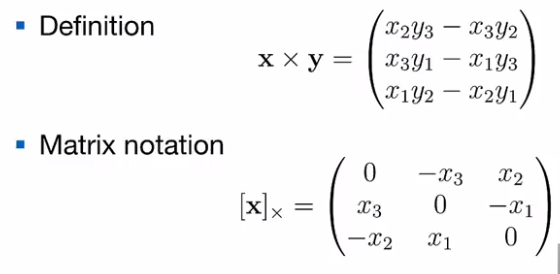 ▪ Definition
x × y = ( x₂y₃ − x₃y₂
x₃y₁ − x₁y₃
x₁y₂ − x₂y₁ )
▪ Matrix notation
[x]× = ( 0 −x₃ x₂
x₃ 0 −x₁
−x₂ x₁ 0 )